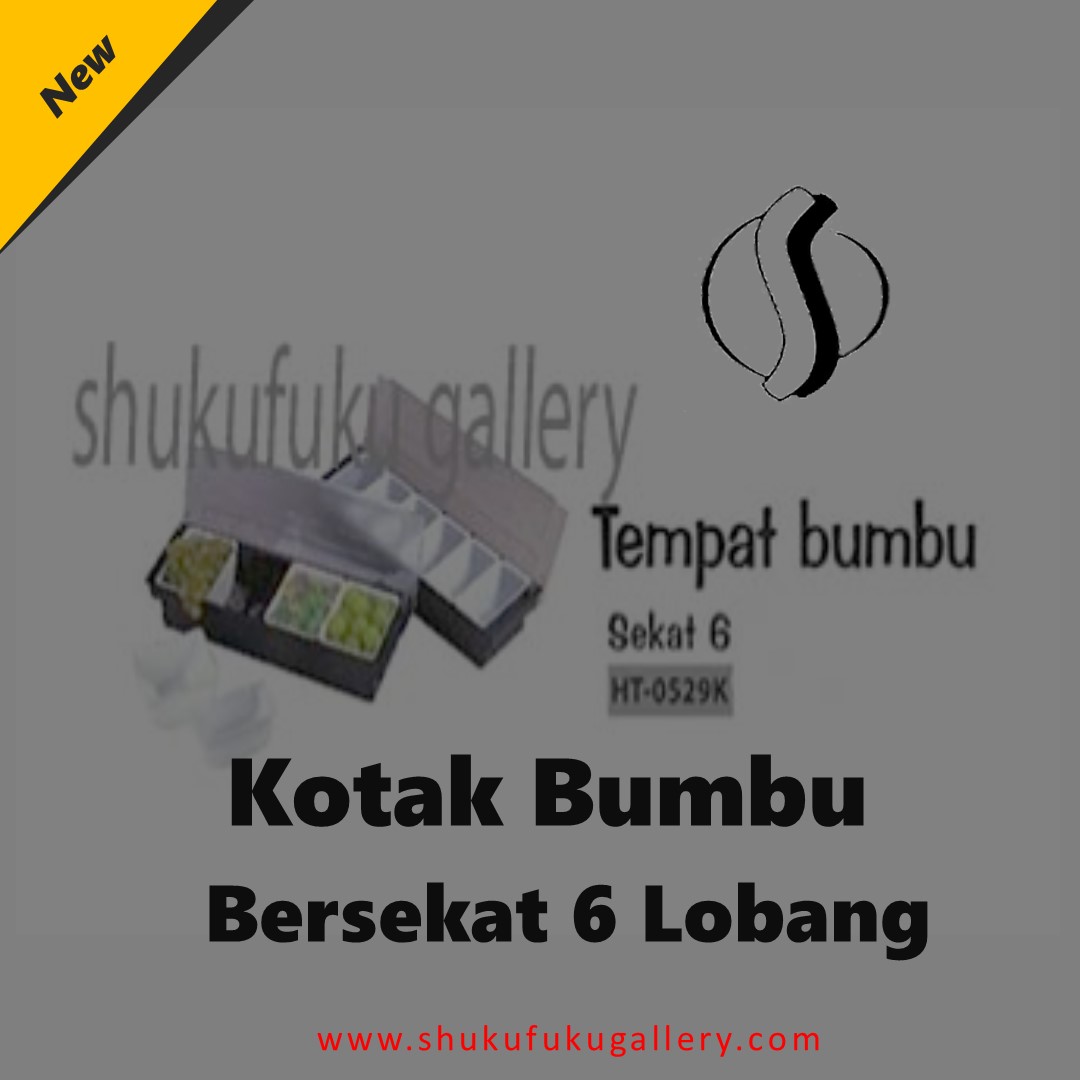 New
shukufuku gallery
Tempat bumbu
Sekat 6
HT-0529K
Kotak Bumbu
Bersekat 6 Lobang
www.shukufukugallery.com